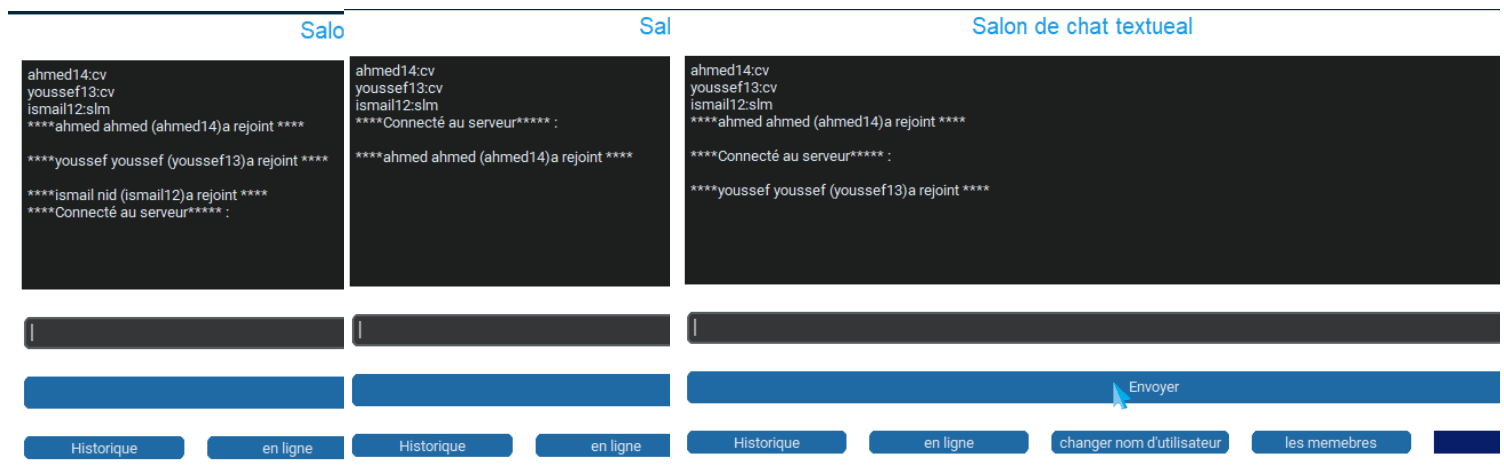 Salo
ahmed14:cv
youssef13:cv
ismail12:slm
****ahmed ahmed (ahmed14)a rejoint ****
****youssef youssef (youssef13)a rejoint ****
****ismail nid (ismail12)a rejoint ****
****Connecté au serveur***** :
Historique
en ligne
Sal
ahmed14:cv
youssef13:cv
ismail12:slm
****Connecté au serveur***** :
****ahmed ahmed (ahmed14)a rejoint ****
Historique
en ligne
Salon de chat textueal
ahmed14:cv
youssef13:cv
ismail12:slm
****ahmed ahmed (ahmed14)a rejoint ****
****Connecté au serveur***** :
****youssef youssef (youssef13)a rejoint ****
Envoyer
Historique
en ligne
changer nom d'utilisateur
les memebres